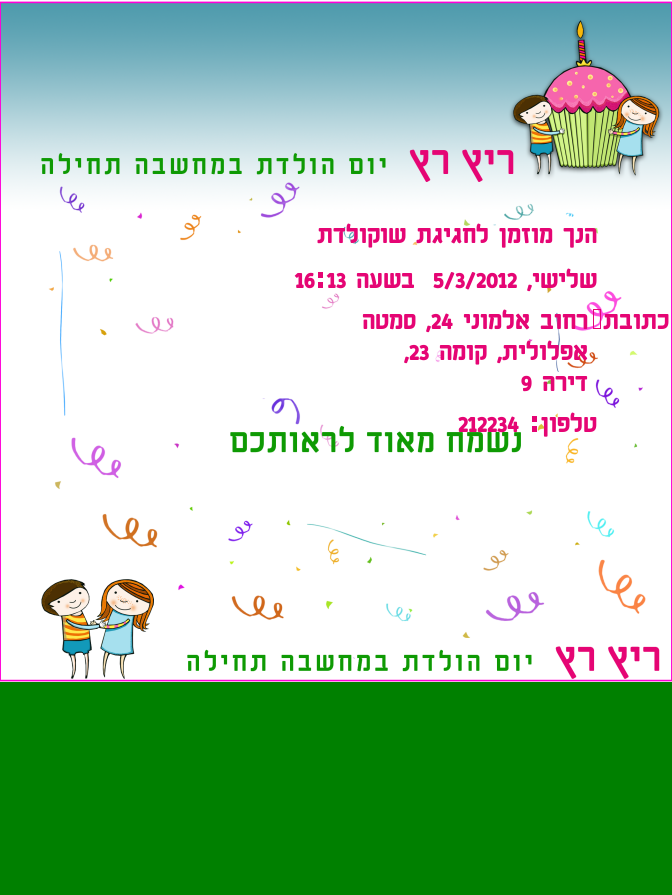 ריץ רץ יום הולדת במחשבה תחילה
הנך מוזמן לחגיגת שוקולדת
שלישי, 5/3/2012 בשעה 16:13
כתובת רחוב אלמוני 24, סמטה
אפלולית, קומה 23,
דירה 9
טלפון: 212234
נשמח מאוד לראותכם
ריץ רץ יום הולדת במחשבה תחילה